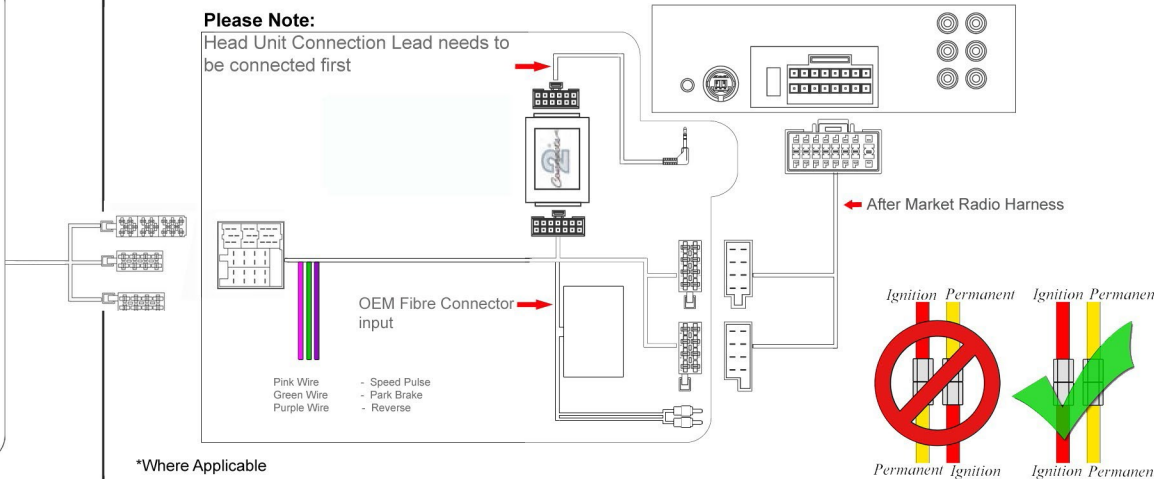 Please Note:
Head Unit Connection Lead needs to
be connected first
Connects
2
After Market Radio Harness
OEM Fibre Connector
input
Pink Wire - Speed Pulse
Green Wire - Park Brake
Purple Wire - Reverse
Ignition Permanent Ignition Permanen
Permanent Ignition Ignition Permanen
*Where Applicable